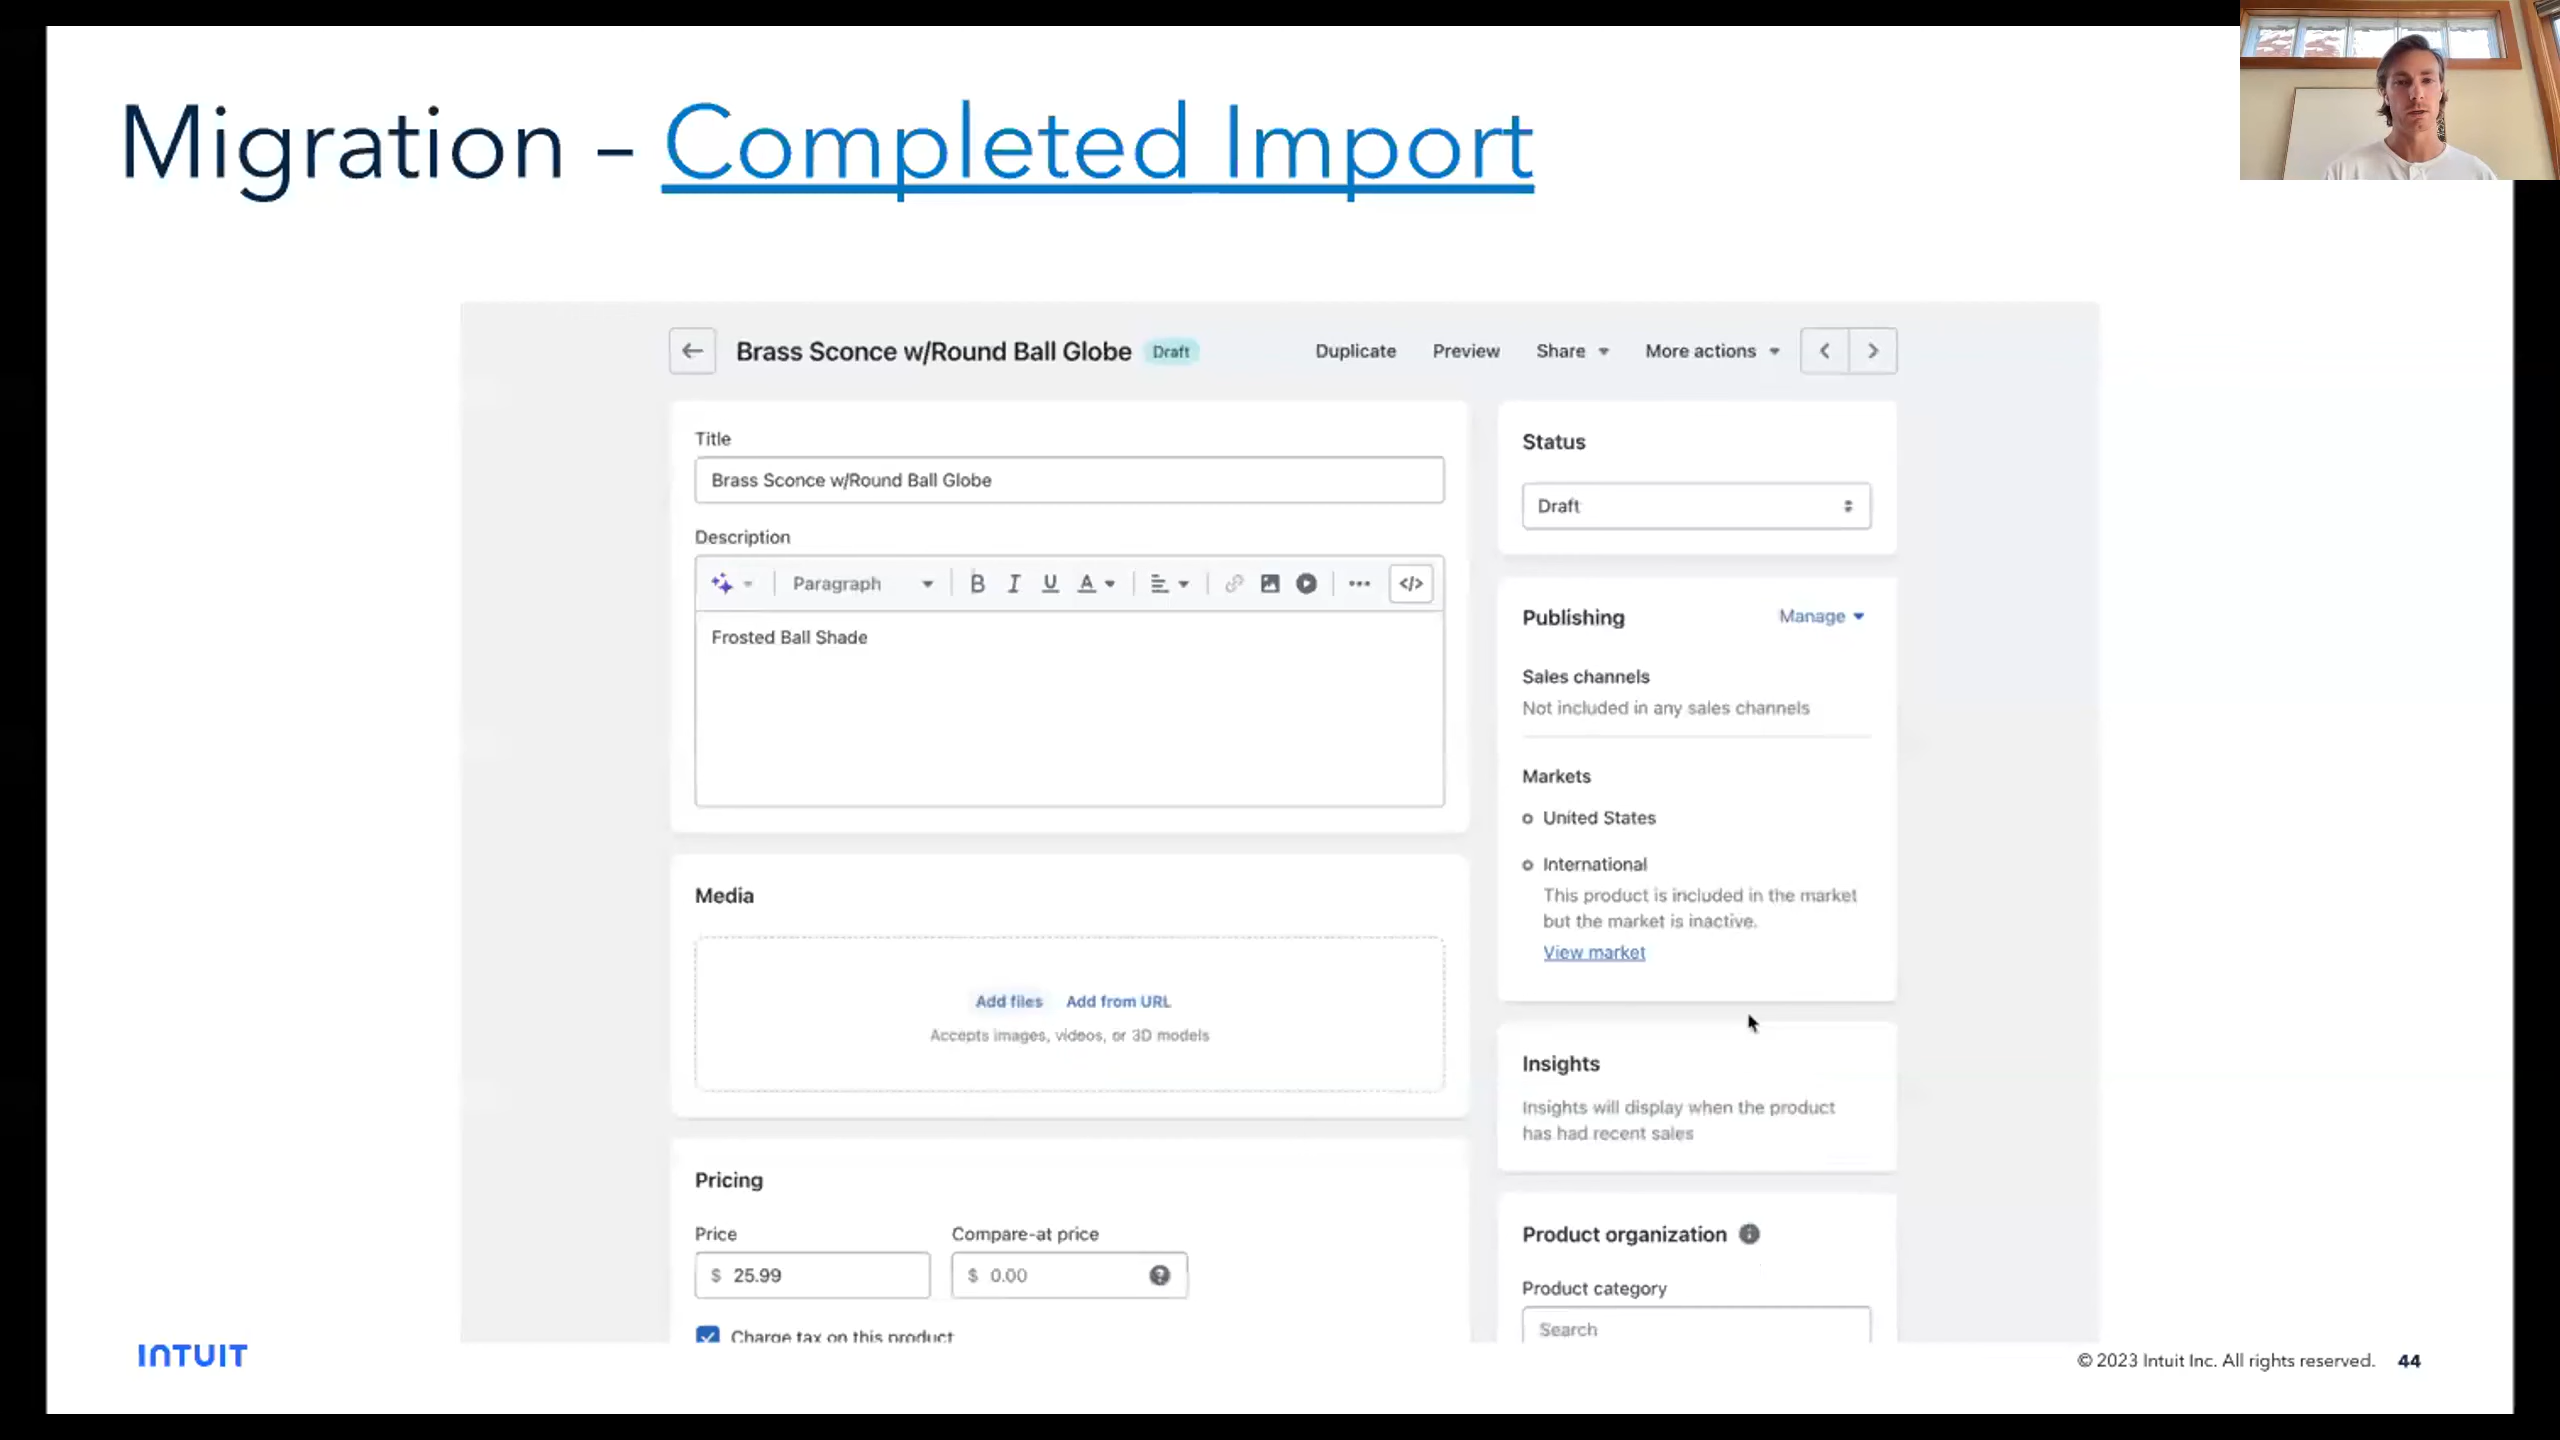 Migration – Completed Import
Brass Sconce w/Round Ball Globe Draft Duplicate Preview Share More actions
Title
Brass Sconce w/Round Ball Globe
Description
Paragraph B I U A </>
Frosted Ball Shade
Media
Add files Add from URL
Accepts images, videos, or 3D models
Pricing
Price Compare-at price
$ 25.99 $ 0.00
Charge tax on this product
Status
Draft
Publishing Manage
Sales channels
Not included in any sales channels
Markets
United States
International
This product is included in the market
but the market is inactive.
View market
Insights
Insights will display when the product
has had recent sales
Product organization
Product category
Search
INTUIT
© 2023 Intuit Inc. All rights reserved. 44